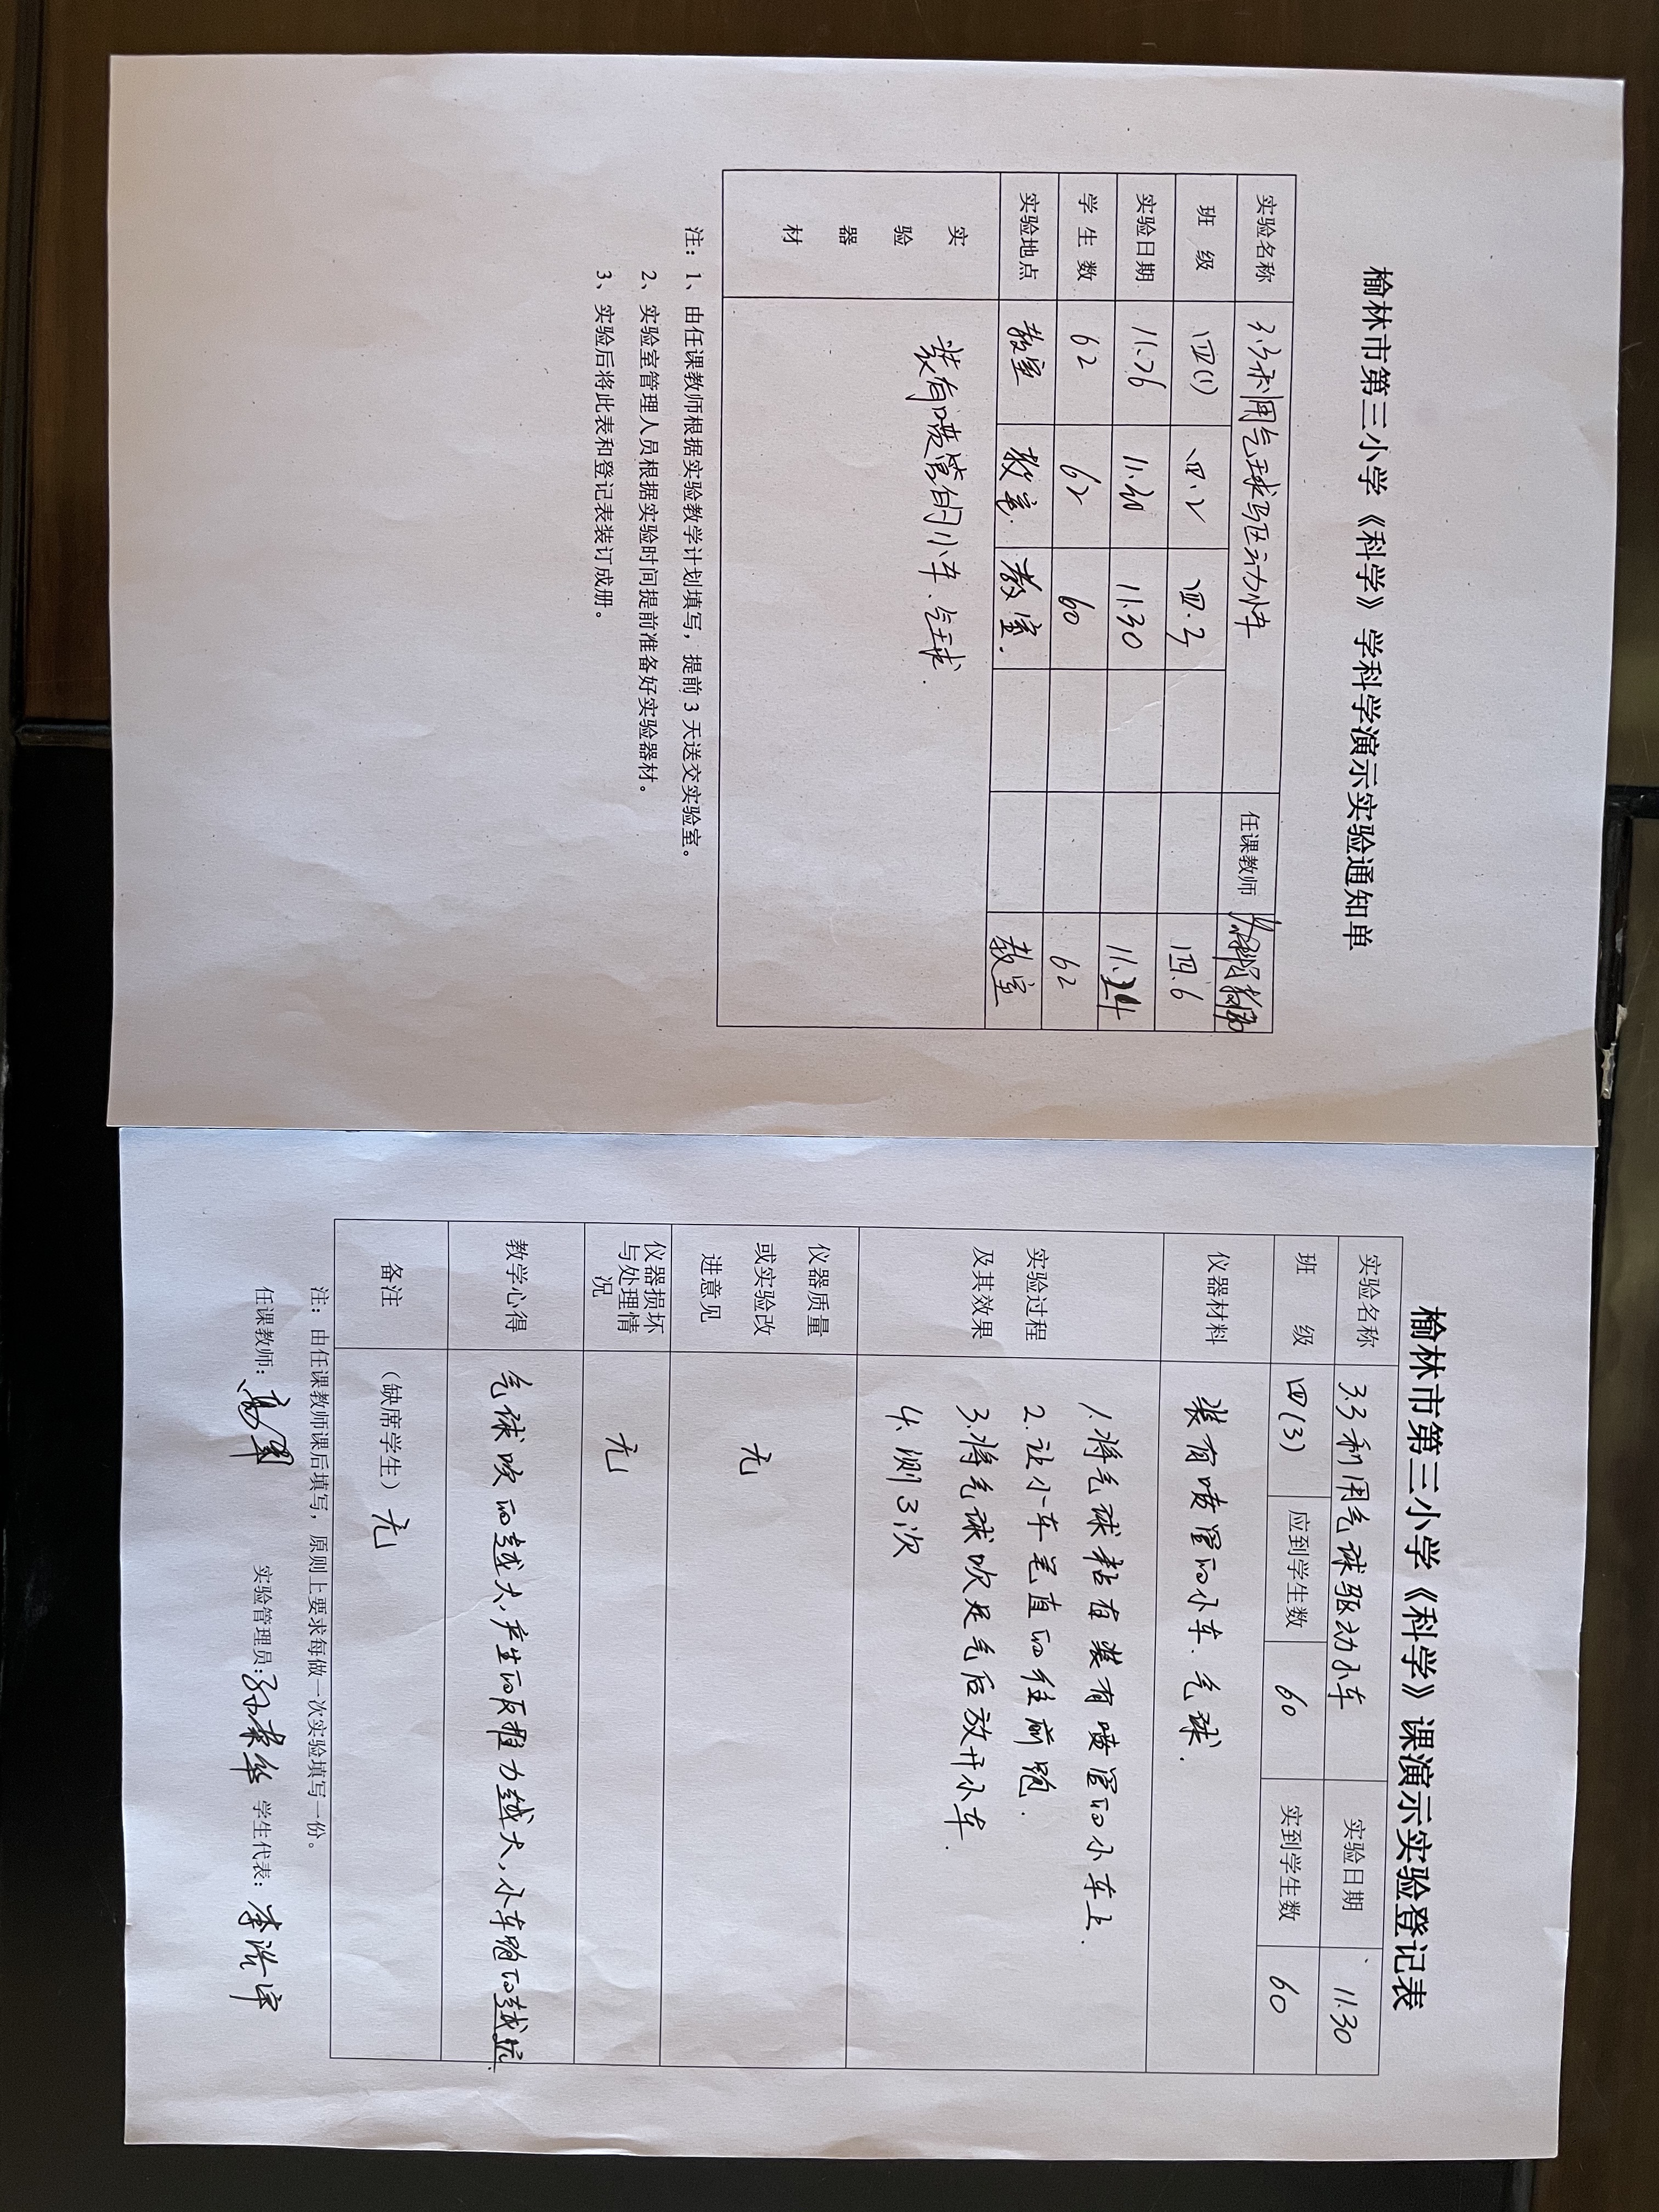 榆林市第三小学《科学》学科学演示实验通知单
实验名称 3.3利用气球驱动小车 任课教师
班 级 四(1) 四.2 四.3 四.6
实验日期 11.26 11.30 11.30
学 生 数 62 62 60 62
实验地点 教室 教室. 教室. 教室
实 验 器 材 装有喷管的小车、气球.
注：1、由任课教师根据实验教学计划填写，提前 3 天送交实验室。
2、实验室管理人员根据实验时间提前准备好实验器材。
3、实验后将此表和登记表装订成册。
榆林市第三小学《科学》课演示实验登记表
实验名称 3.3利用气球驱动小车 实验日期 11.30
班 级 四(3) 应到学生数 60 实到学生数 60
仪器材料 装有喷管的小车. 气球.
实验过程
及其效果
1.将气球粘在装有喷管的小车上.
2.让小车笔直的往前跑.
3.将气球吹足气后放开小车.
4.测3次
仪器质量
或实验改
进意见
无
仪器损坏
与处理情
况
无
教学心得 气球吹的越大.产生的反推力越大,小车跑的越
备注 （缺席学生）无
注：由任课教师课后填写，原则上要求每做一次实验填写一份。
任课教师: 实验管理员: 学生代表: